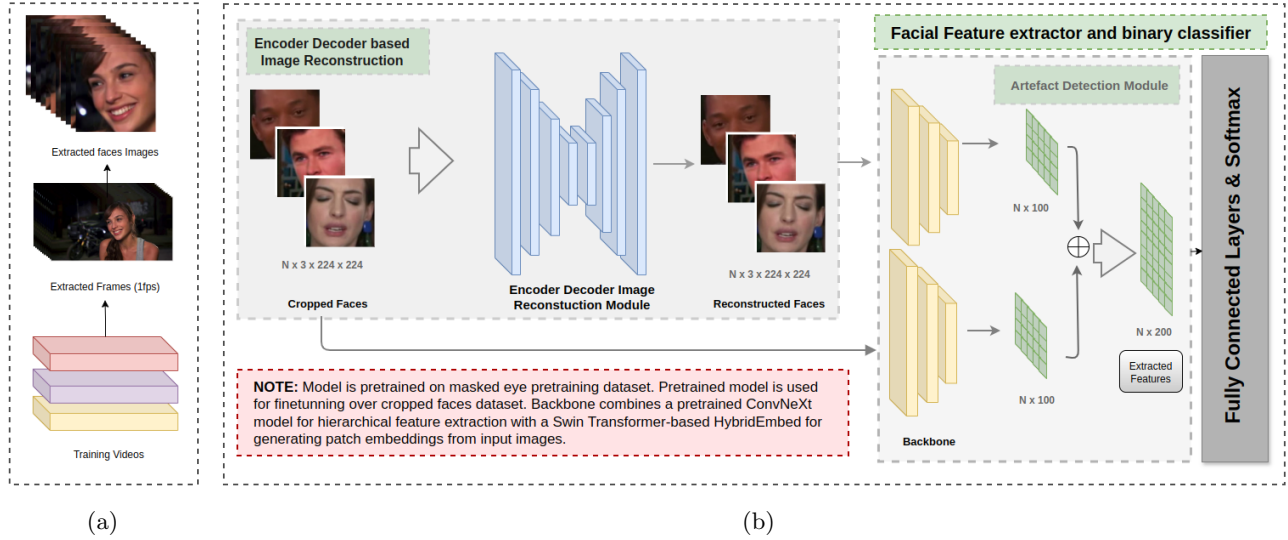 Extracted faces Images
Extracted Frames (1fps)
Training Videos
(a)
Encoder Decoder based
Image Reconstruction
N x 3 x 224 x 224
Cropped Faces
Encoder Decoder Image
Reconstuction Module
N x 3 x 224 x 224
Reconstructed Faces
NOTE: Model is pretrained on masked eye pretraining dataset. Pretrained model is used
for finetunning over cropped faces dataset. Backbone combines a pretrained ConvNeXt
model for hierarchical feature extraction with a Swin Transformer-based HybridEmbed for
generating patch embeddings from input images.
Facial Feature extractor and binary classifier
Artefact Detection Module
N x 100
N x 100
N x 200
Extracted
Features
Backbone
Fully Connected Layers & Softmax
(b)